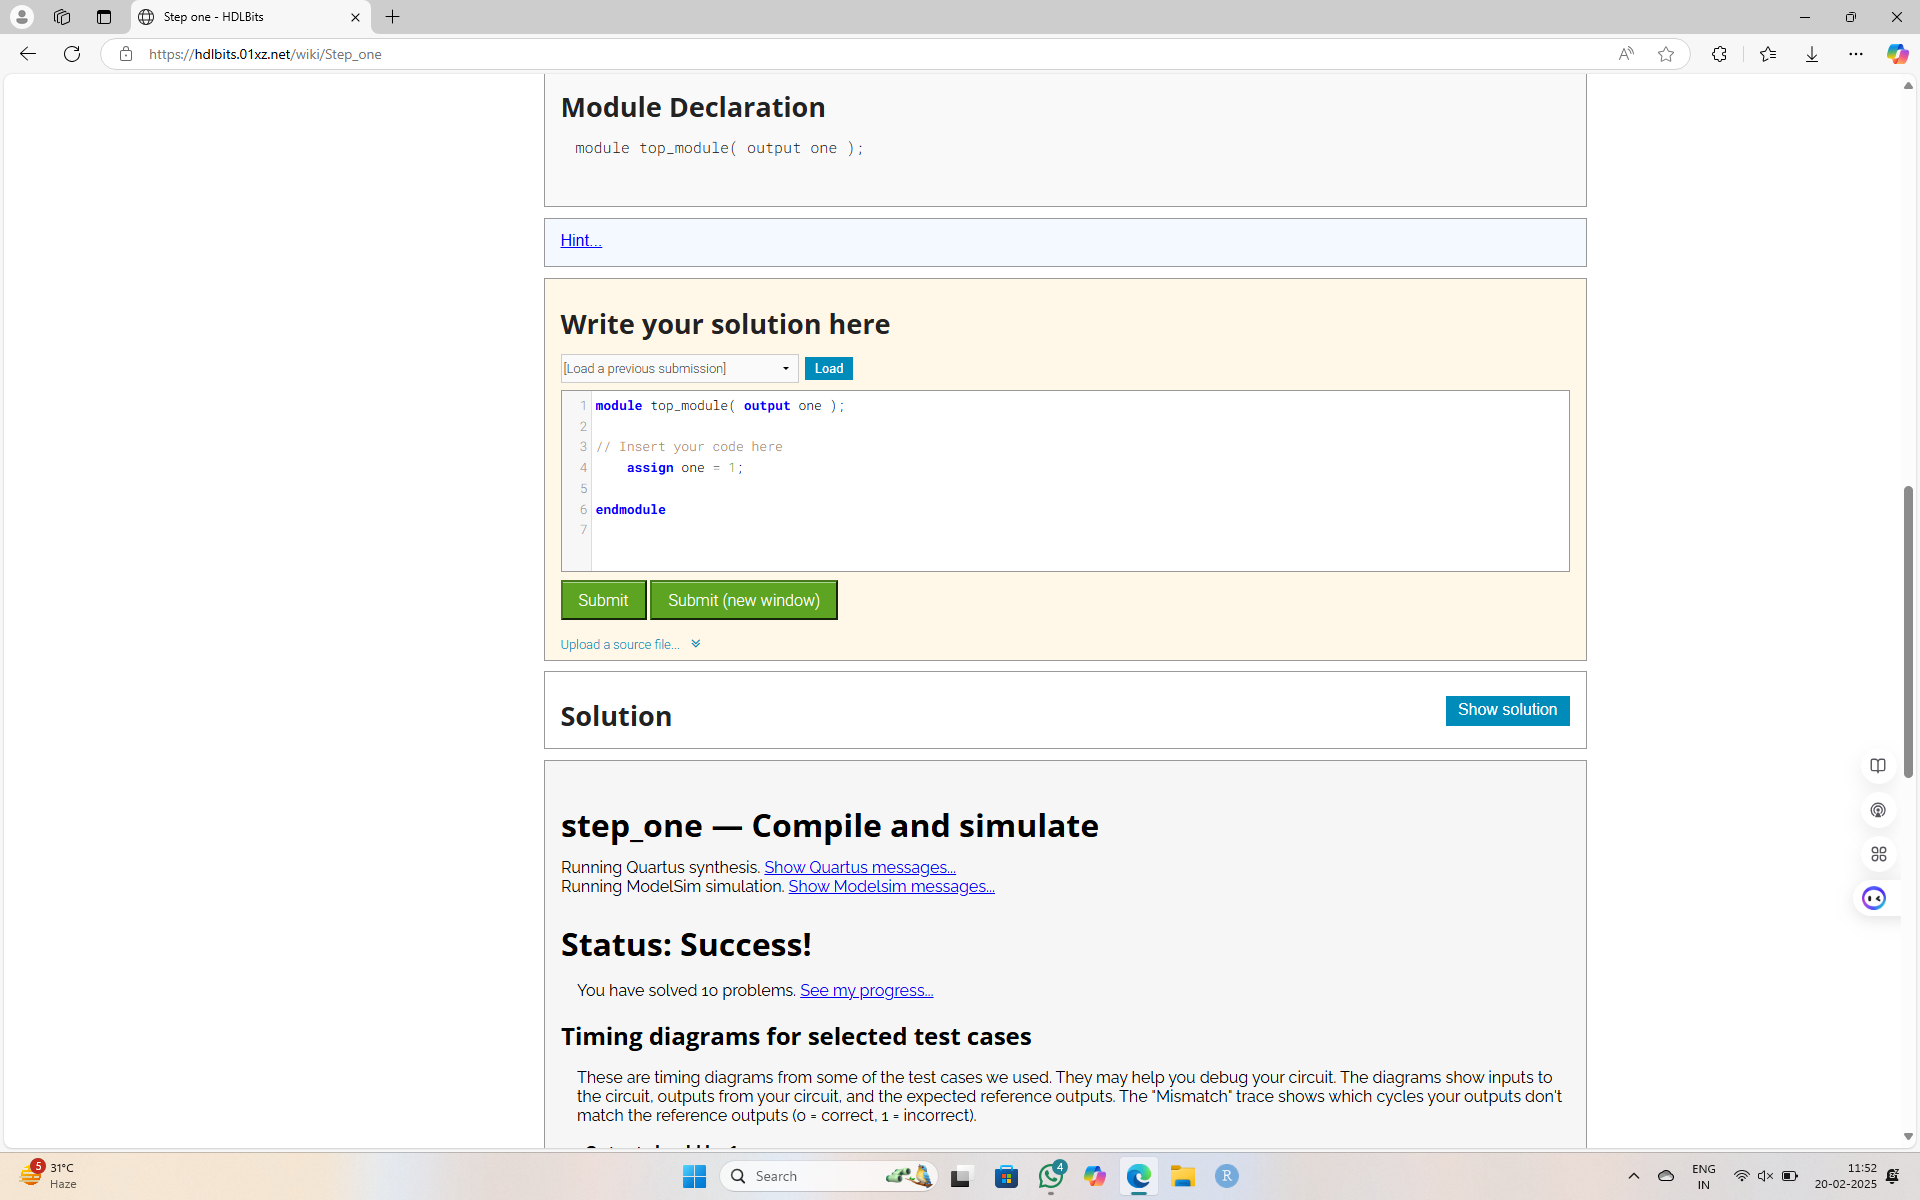 Step one - HDLBits
https://hdlbits.01xz.net/wiki/Step_one
Module Declaration
module top_module( output one );
Hint...
Write your solution here
[Load a previous submission]
Load
1 module top_module( output one );
2
3 // Insert your code here
4 assign one = 1;
5
6 endmodule
7
Submit
Submit (new window)
Upload a source file...
Solution
Show solution
step_one — Compile and simulate
Running Quartus synthesis. Show Quartus messages...
Running ModelSim simulation. Show Modelsim messages...
Status: Success!
You have solved 10 problems. See my progress...
Timing diagrams for selected test cases
These are timing diagrams from some of the test cases we used. They may help you debug your circuit. The diagrams show inputs to
the circuit, outputs from your circuit, and the expected reference outputs. The "Mismatch" trace shows which cycles your outputs don't
match the reference outputs (0 = correct, 1 = incorrect).
5
31°C
Haze
Search
4
R
ENG
IN
11:52
20-02-2025